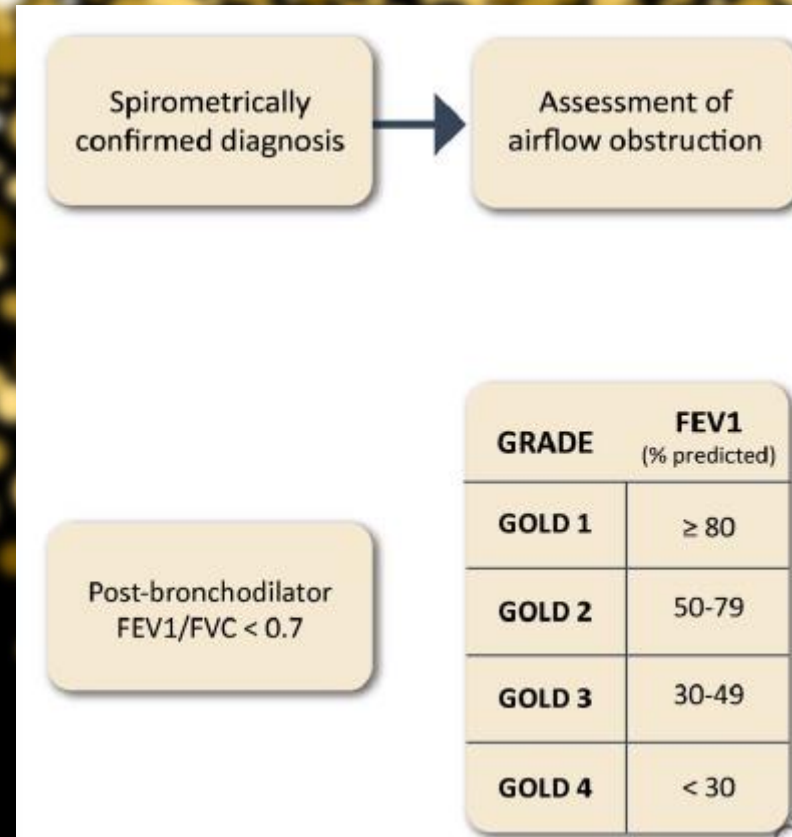 Spirometrically
confirmed diagnosis
Assessment of
airflow obstruction
Post-bronchodilator
FEV1/FVC < 0.7
GRADE FEV1
(% predicted)
GOLD 1 ≥ 80
GOLD 2 50-79
GOLD 3 30-49
GOLD 4 < 30